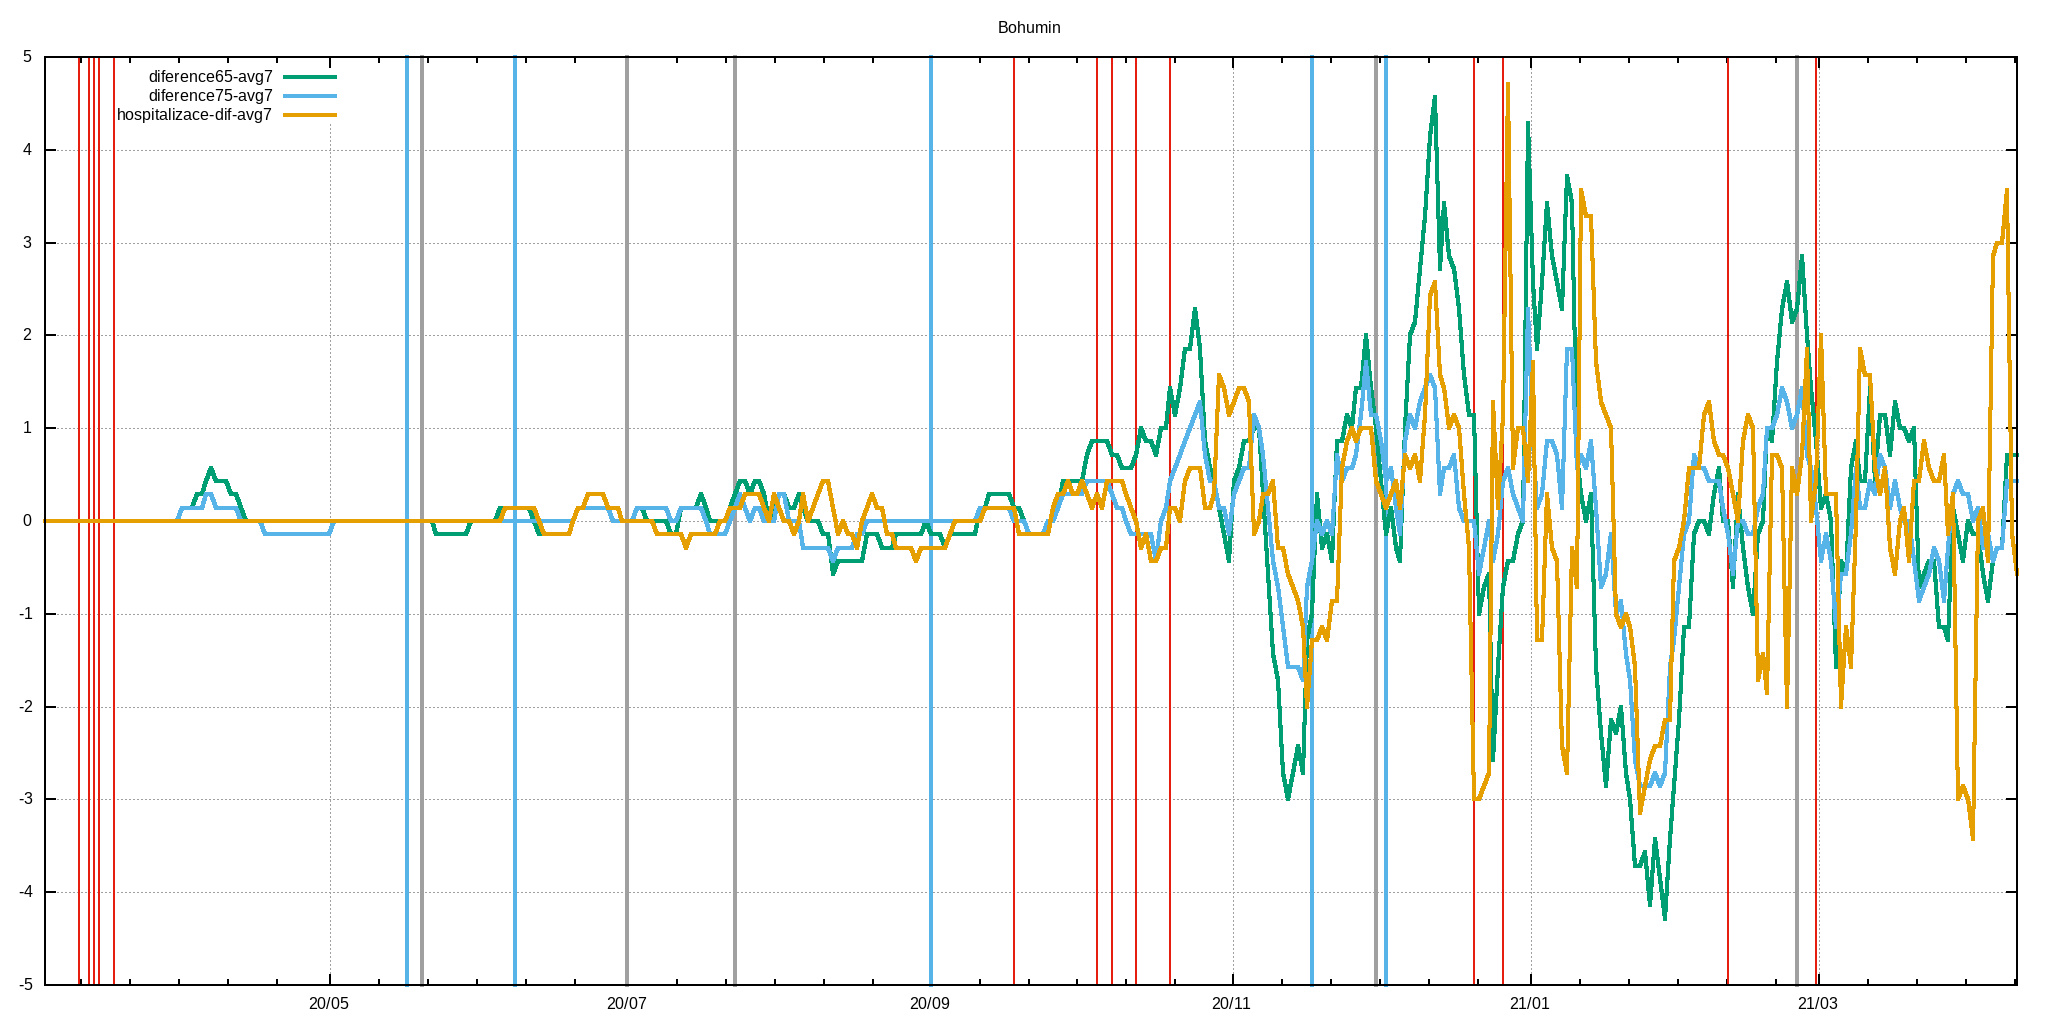 Bohumin
diference65-avg7
diference75-avg7
hospitalizace-dif-avg7
5
4
3
2
1
0
-1
-2
-3
-4
-5
20/05 20/07 20/09 20/11 21/01 21/03